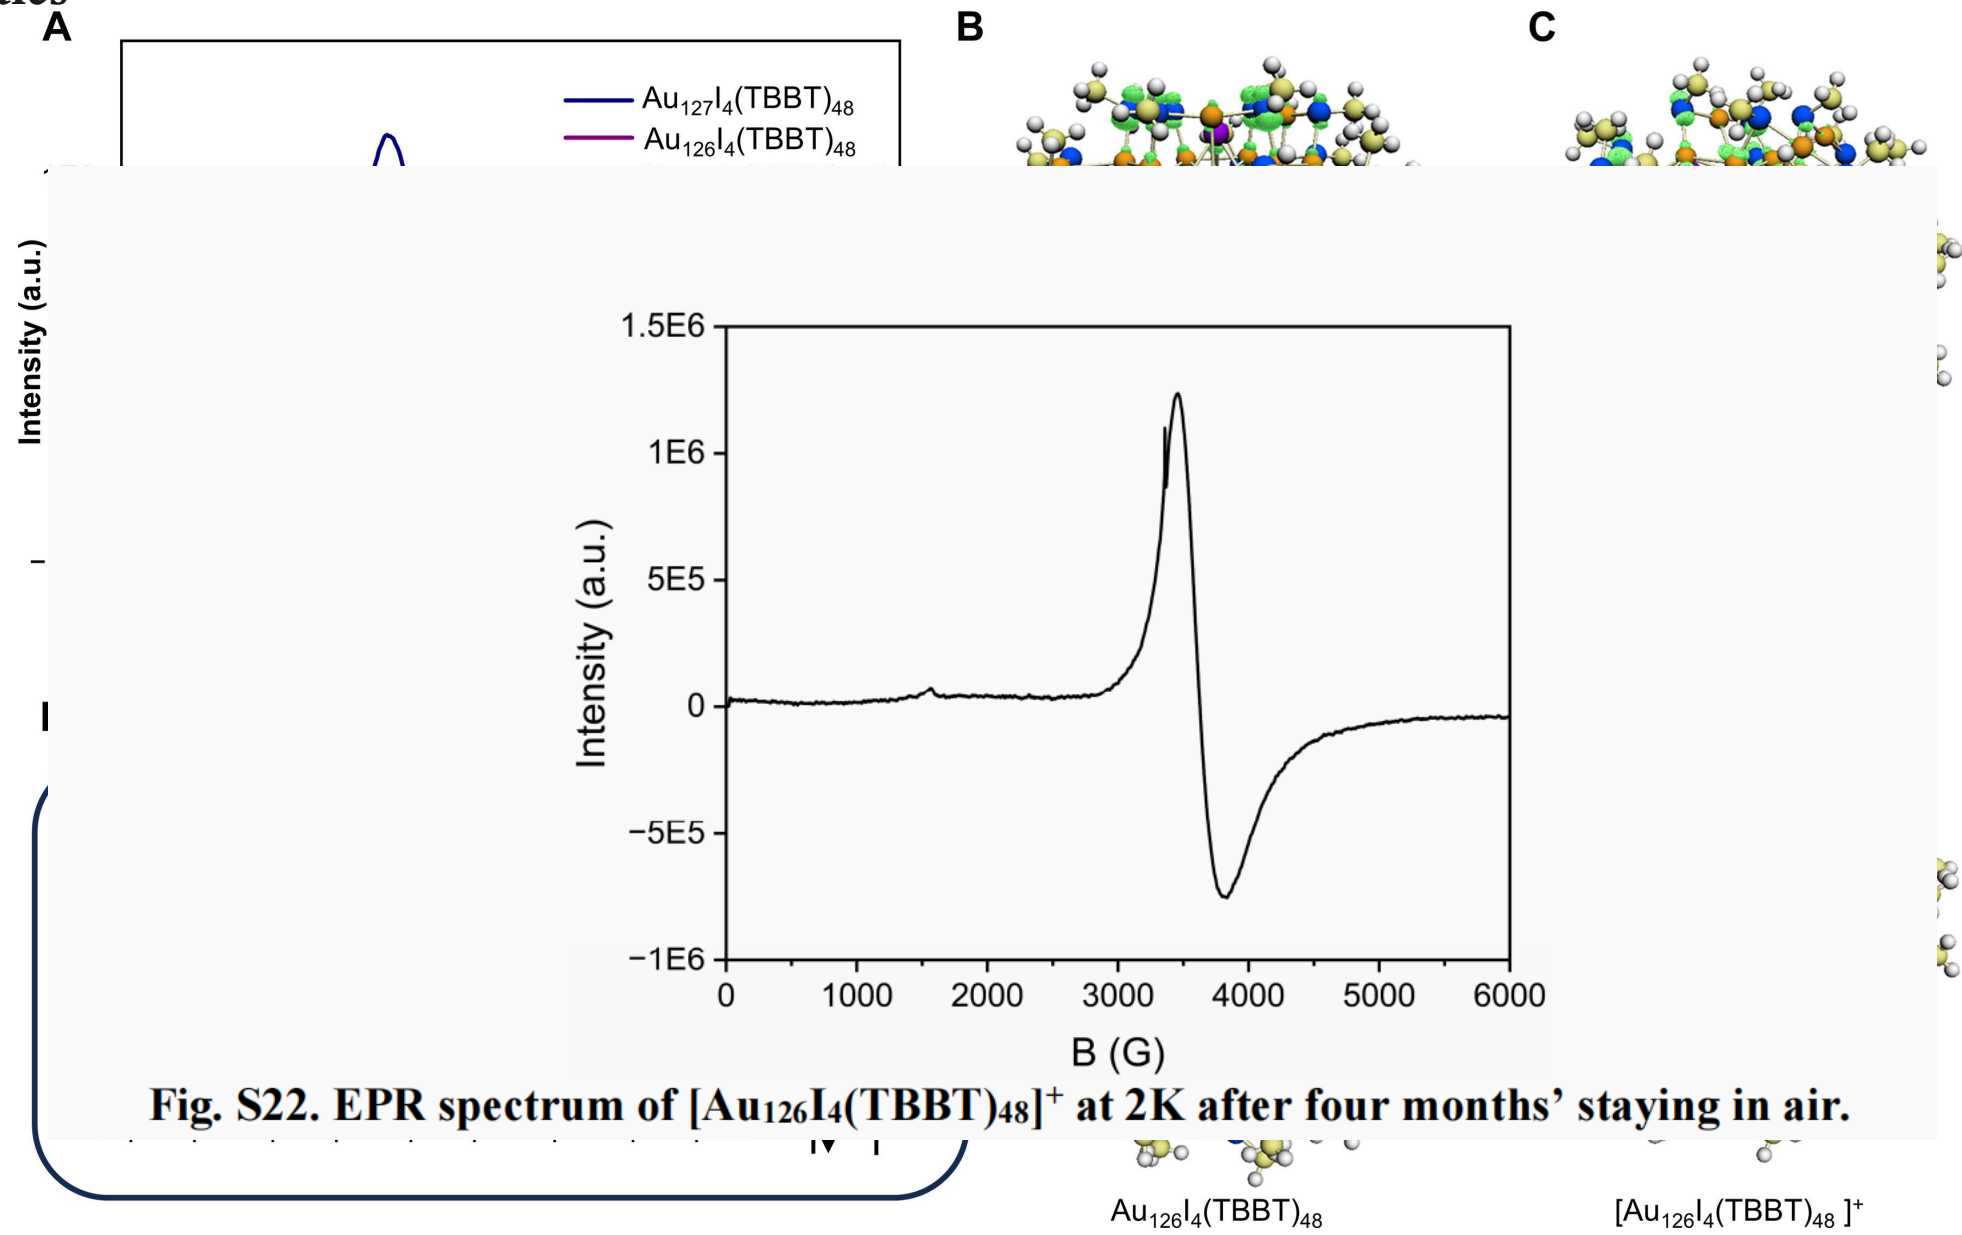 A
B
C
Au₁₂₇I₄(TBBT)₄₈
Au₁₂₆I₄(TBBT)₄₈
Intensity (a.u.)
1.5E6
1E6
5E5
0
−5E5
−1E6
Intensity (a.u.)
0 1000 2000 3000 4000 5000 6000
B (G)
Fig. S22. EPR spectrum of [Au₁₂₆I₄(TBBT)₄₈]⁺ at 2K after four months’ staying in air.
Au₁₂₆I₄(TBBT)₄₈
[Au₁₂₆I₄(TBBT)₄₈ ]⁺